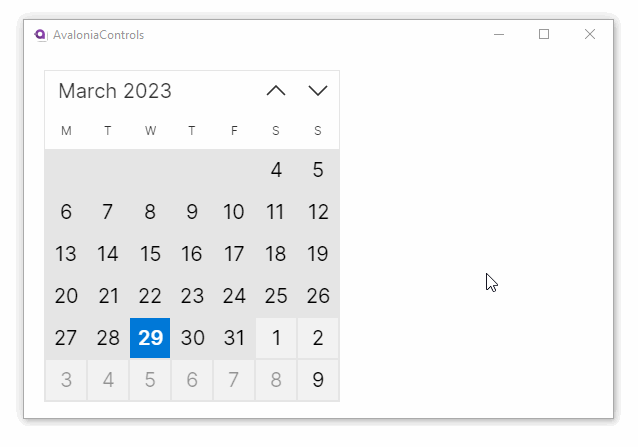 AvaloniaControls
March 2023
M T W T F S S
4 5
6 7 8 9 10 11 12
13 14 15 16 17 18 19
20 21 22 23 24 25 26
27 28 29 30 31 1 2
3 4 5 6 7 8 9